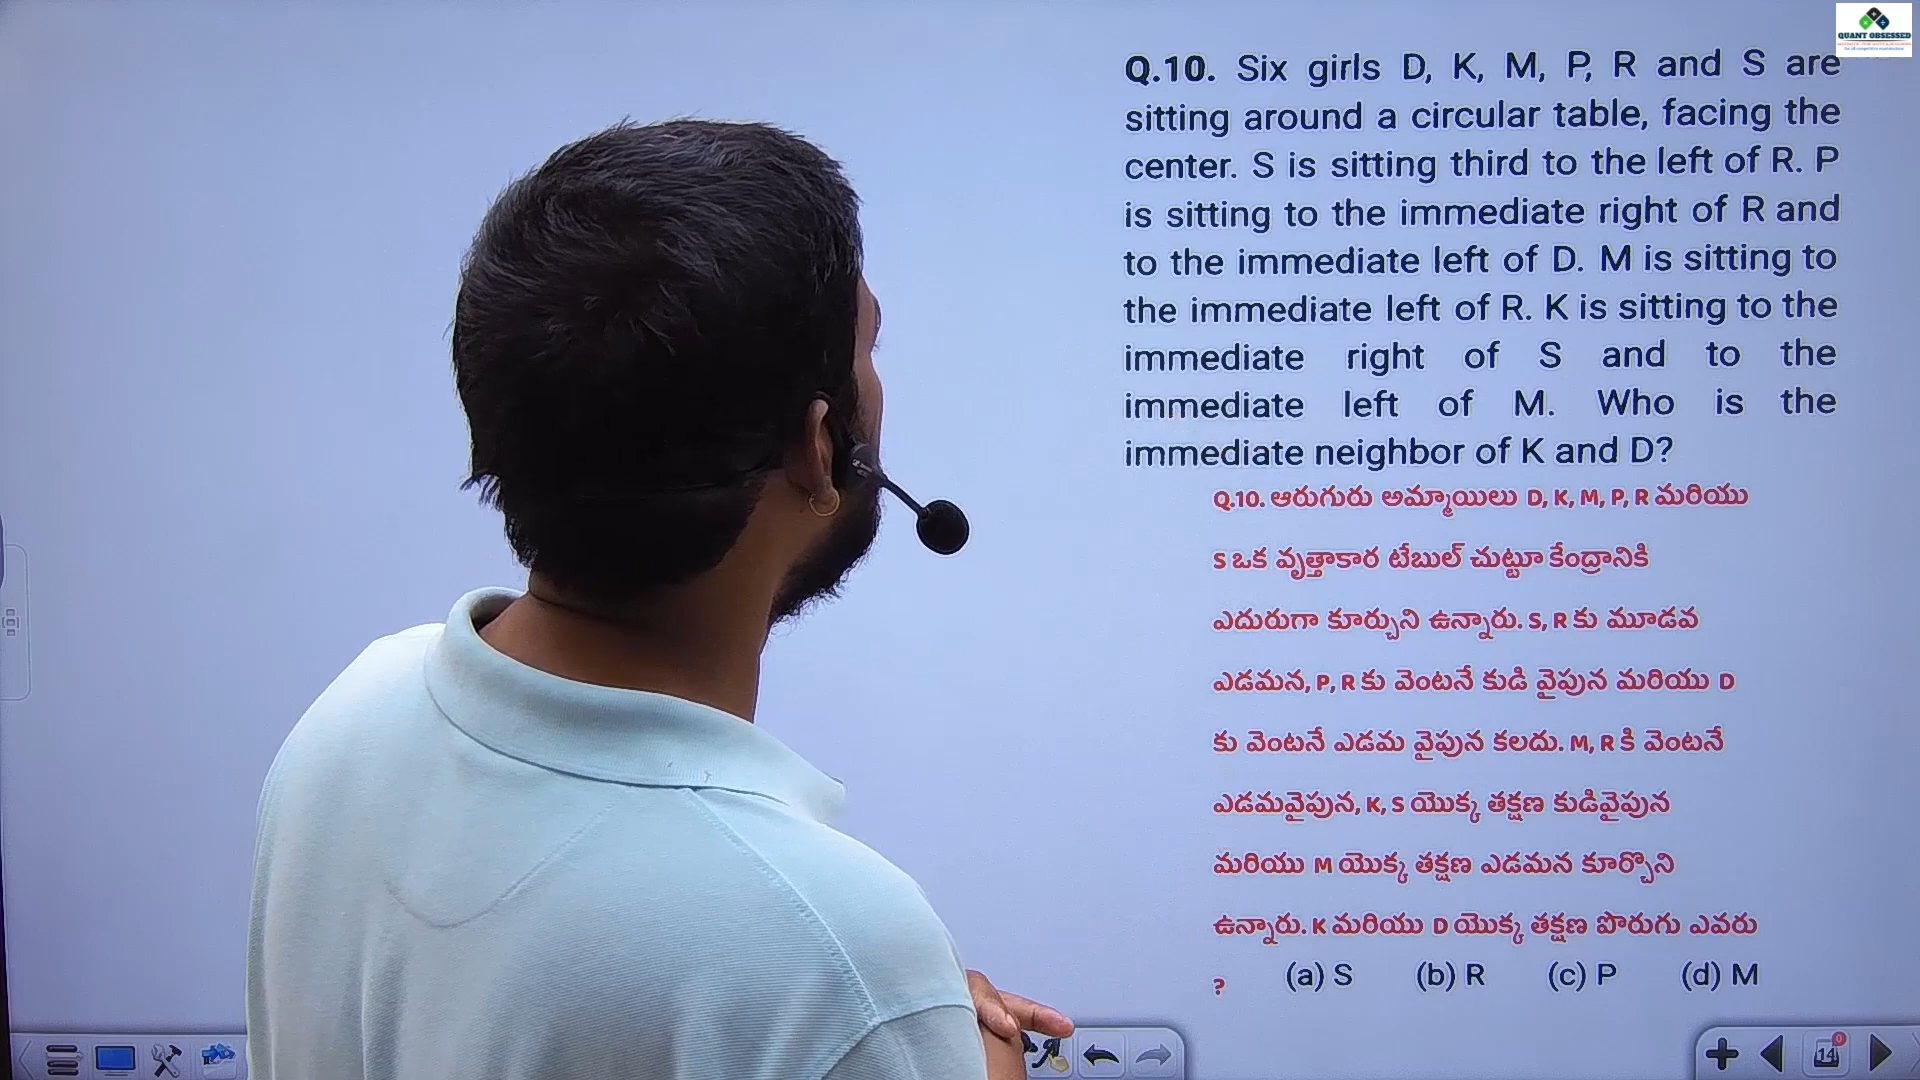 QUANT OBSESSED
Q.10. Six girls D, K, M, P, R and S are
sitting around a circular table, facing the
center. S is sitting third to the left of R. P
is sitting to the immediate right of R and
to the immediate left of D. M is sitting to
the immediate left of R. K is sitting to the
immediate right of S and to the
immediate left of M. Who is the
immediate neighbor of K and D?
Q.10. ఆరుగురు అమ్మాయిలు D, K, M, P, R మరియు
S ఒక వృత్తాకార టేబుల్ చుట్టూ కేంద్రానికి
ఎదురుగా కూర్చుని ఉన్నారు. S, R కు మూడవ
ఎడమన, P, R కు వెంటనే కుడి వైపున మరియు D
కు వెంటనే ఎడమ వైపున కలదు. M, R కి వెంటనే
ఎడమవైపున, K, S యొక్క తక్షణ కుడివైపున
మరియు M యొక్క తక్షణ ఎడమన కూర్చొని
ఉన్నారు. K మరియు D యొక్క తక్షణ పొరుగు ఎవరు
? (a) S (b) R (c) P (d) M
0
14